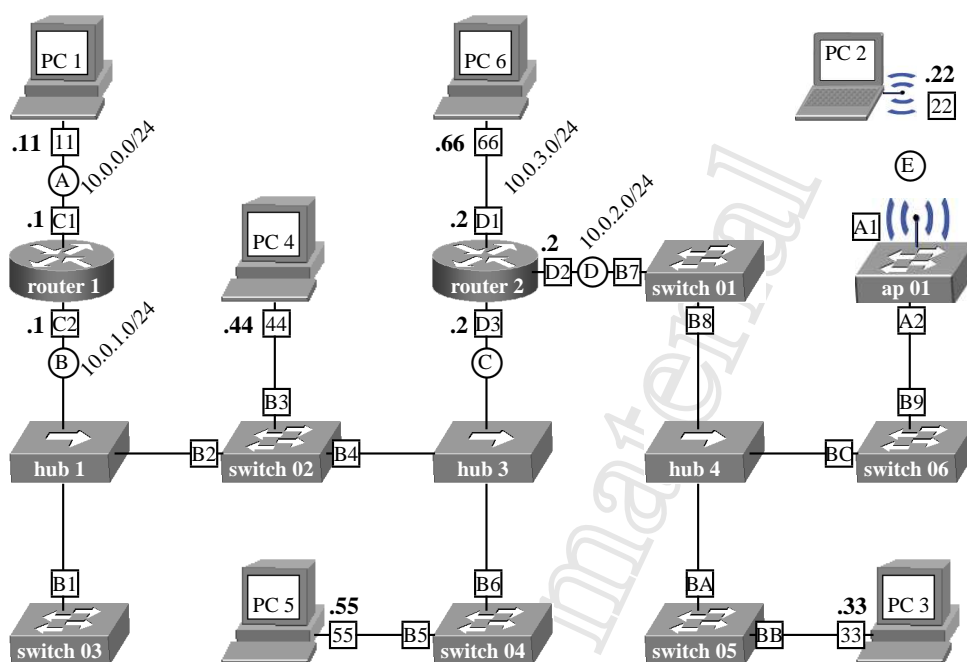 PC 1
PC 6
PC 2
.22
22
.11
11
10.0.0.0/24
A
.66
66
10.0.3.0/24
E
.1
C1
PC 4
.2
D1
10.0.2.0/24
A1
router 1
router 2
.2
D2
D
B7
switch 01
ap 01
.1
C2
10.0.1.0/24
.44
44
.2
D3
B8
A2
B
C
B3
B9
hub 1
B2
switch 02
B4
hub 3
hub 4
BC
switch 06
B1
PC 5
.55
55
B5
B6
BA
BB
.33
33
PC 3
switch 03
switch 04
switch 05
material